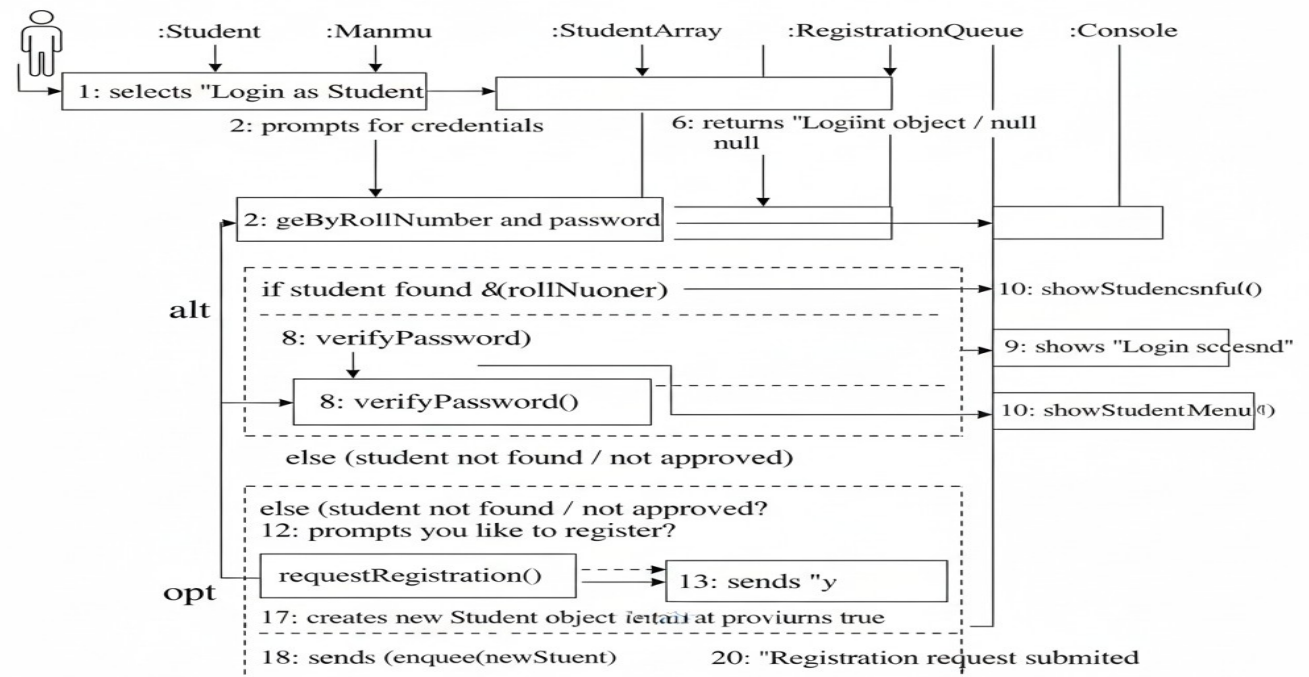 :Student :Manmu :StudentArray :RegistrationQueue :Console
1: selects "Login as Student
2: prompts for credentials
6: returns "Logiint object / null
null
2: geByRollNumber and password
alt
if student found &(rollNuoner)
10: showStudencsnful()
8: verifyPassword)
9: shows "Login sccesnd"
8: verifyPassword()
10: showStudentMenu()
else (student not found / not approved)
else (student not found / not approved?
12: prompts you like to register?
requestRegistration()
13: sends "y
opt
17: creates new Student object at proviurns true
18: sends (enquee(newStuent)
20: "Registration request submited